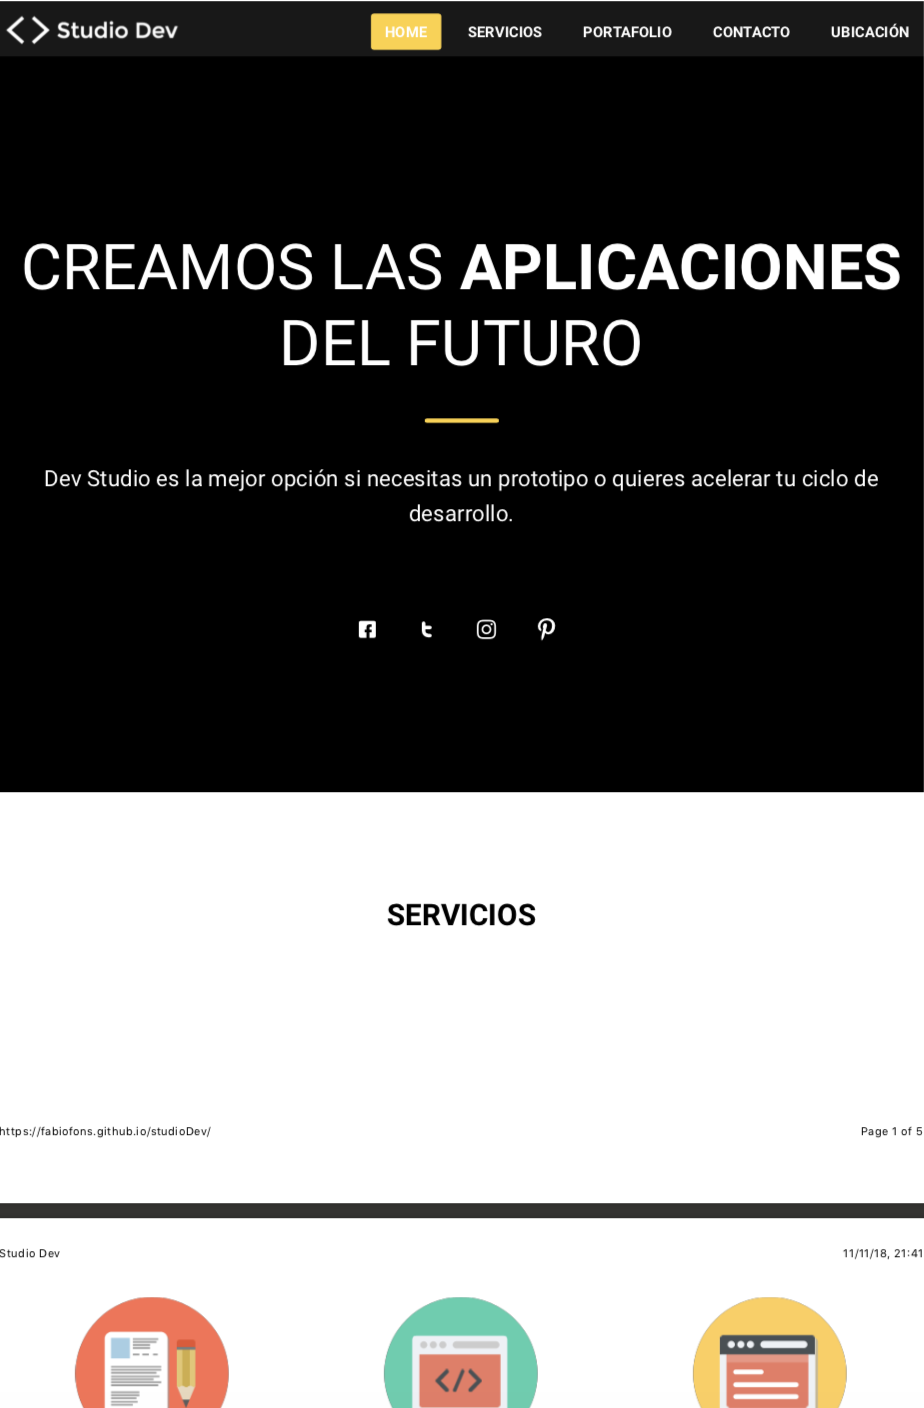 Studio Dev
HOME SERVICIOS PORTAFOLIO CONTACTO UBICACIÓN
CREAMOS LAS APLICACIONES
DEL FUTURO
Dev Studio es la mejor opción si necesitas un prototipo o quieres acelerar tu ciclo de
desarrollo.
SERVICIOS
https://fabiofons.github.io/studioDev/ Page 1 of 5
Studio Dev 11/11/18, 21:41